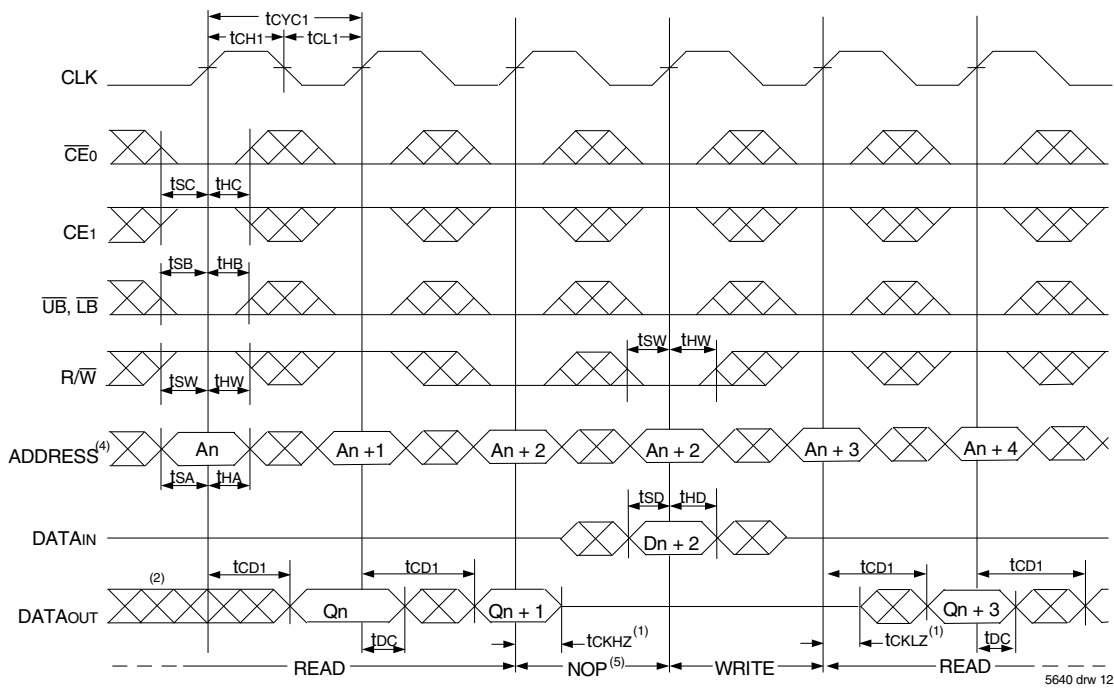 tCYC1
tCH1 tCL1
CLK
CE0
tSC tHC
CE1
tSB tHB
UB, LB
tSW tHW
R/W
tSW tHW
ADDRESS(4) An An +1 An + 2 An + 2 An + 3 An + 4
tSA tHA
tSD tHD
DATAIN Dn + 2
tCD1 tCD1 tCD1 tCD1
(2)
DATAOUT Qn Qn + 1 Qn + 3
tDC tCKHZ(1) tCKLZ(1) tDC
READ NOP(5) WRITE READ
5640 drw 12